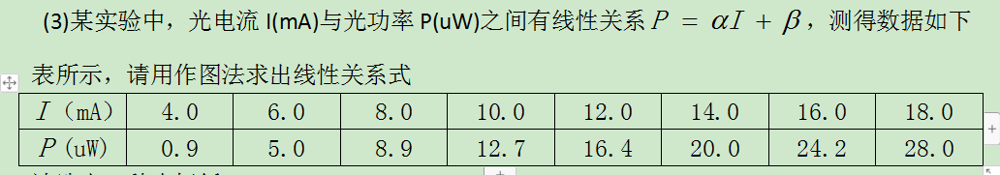 (3)某实验中，光电流 I(mA)与光功率 P(uW)之间有线性关系 P = αI + β，测得数据如下
表所示，请用作图法求出线性关系式
I（mA） 4.0 6.0 8.0 10.0 12.0 14.0 16.0 18.0
P(uW) 0.9 5.0 8.9 12.7 16.4 20.0 24.2 28.0